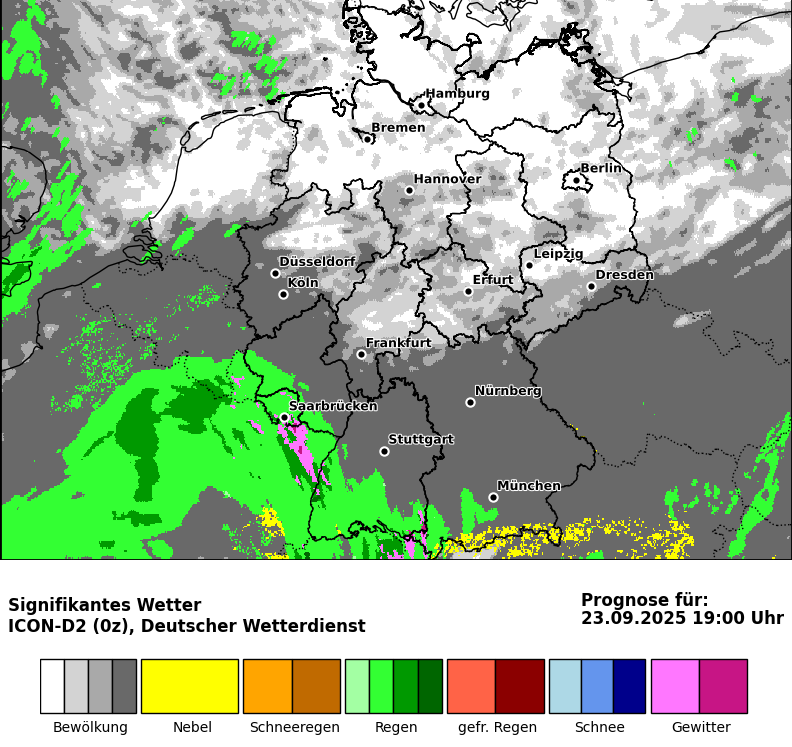 Hamburg
Bremen
Berlin
Hannover
Leipzig
Düsseldorf
Dresden
Köln
Erfurt
Frankfurt
Nürnberg
Saarbrücken
Stuttgart
München
Signifikantes Wetter
ICON-D2 (0z), Deutscher Wetterdienst
Prognose für:
23.09.2025 19:00 Uhr
Bewölkung Nebel Schneeregen Regen gefr. Regen Schnee Gewitter